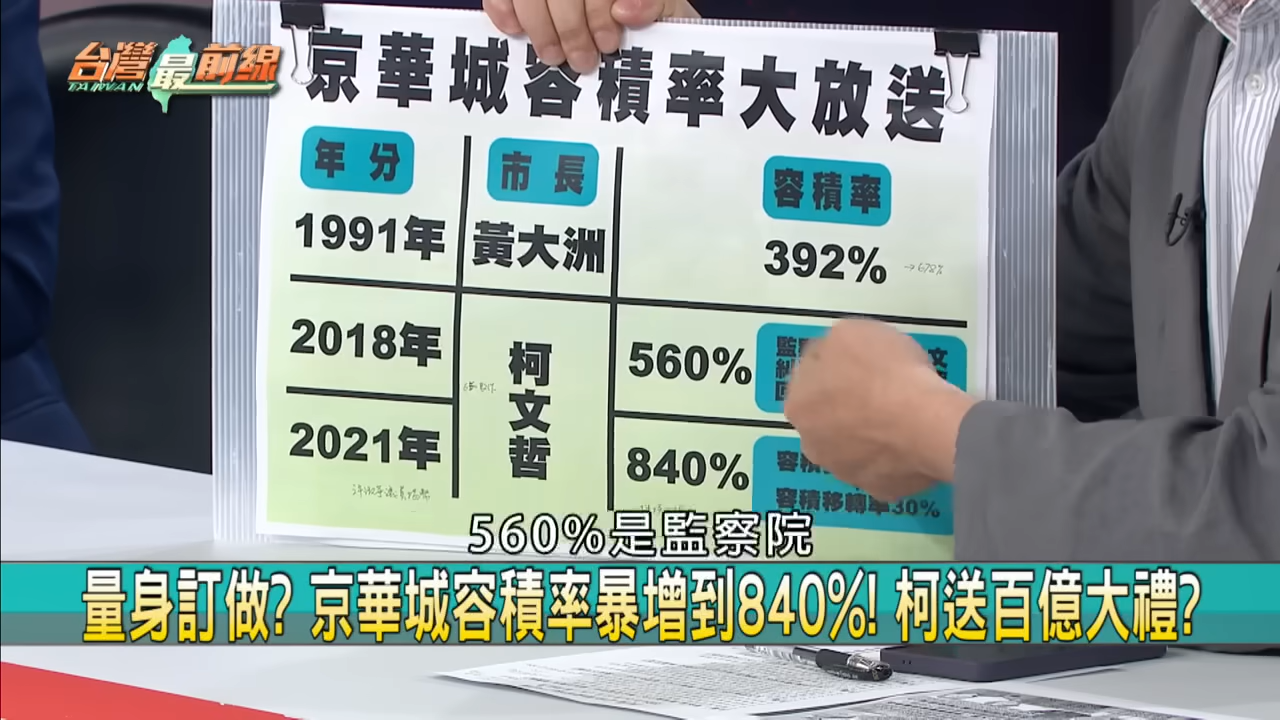 台灣最前線
TAIWAN
京華城容積率大放送
年分 市長 容積率
1991年 黃大洲 392% →678%
2018年 柯文哲 560%
2021年 840%
容積移轉率30%
560%是監察院
量身訂做? 京華城容積率暴增到840%! 柯送百億大禮?